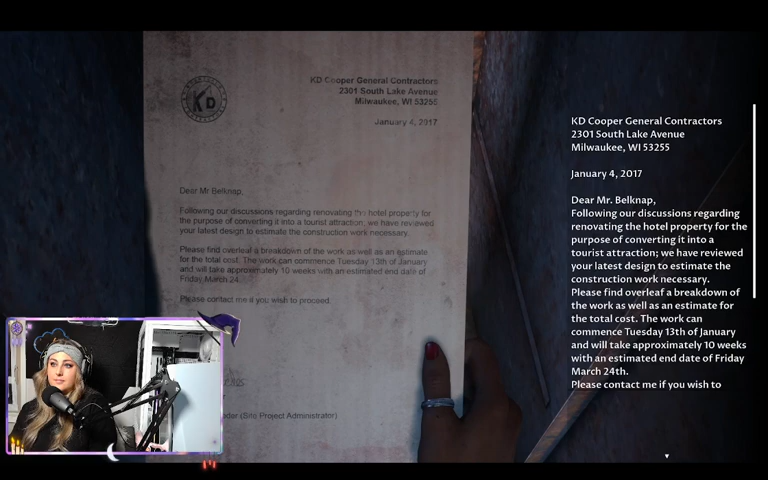 KD
KD Cooper General Contractors
2301 South Lake Avenue
Milwaukee, WI 53255
January 4, 2017
Dear Mr Belknap,
Following our discussions regarding renovating the hotel property for
the purpose of converting it into a tourist attraction, we have reviewed
your latest design to estimate the construction work necessary.
Please find overleaf a breakdown of the work as well as an estimate
for the total cost. The work can commence Tuesday 13th of January
and will take approximately 10 weeks with an estimated end date of
Friday March 24.
Please contact me if you wish to proceed.
(Site Project Administrator)
KD Cooper General Contractors
2301 South Lake Avenue
Milwaukee, WI 53255
January 4, 2017
Dear Mr. Belknap,
Following our discussions regarding
renovating the hotel property for the
purpose of converting it into a
tourist attraction; we have reviewed
your latest design to estimate the
construction work necessary.
Please find overleaf a breakdown of
the work as well as an estimate for
the total cost. The work can
commence Tuesday 13th of January
and will take approximately 10 weeks
with an estimated end date of Friday
March 24th.
Please contact me if you wish to